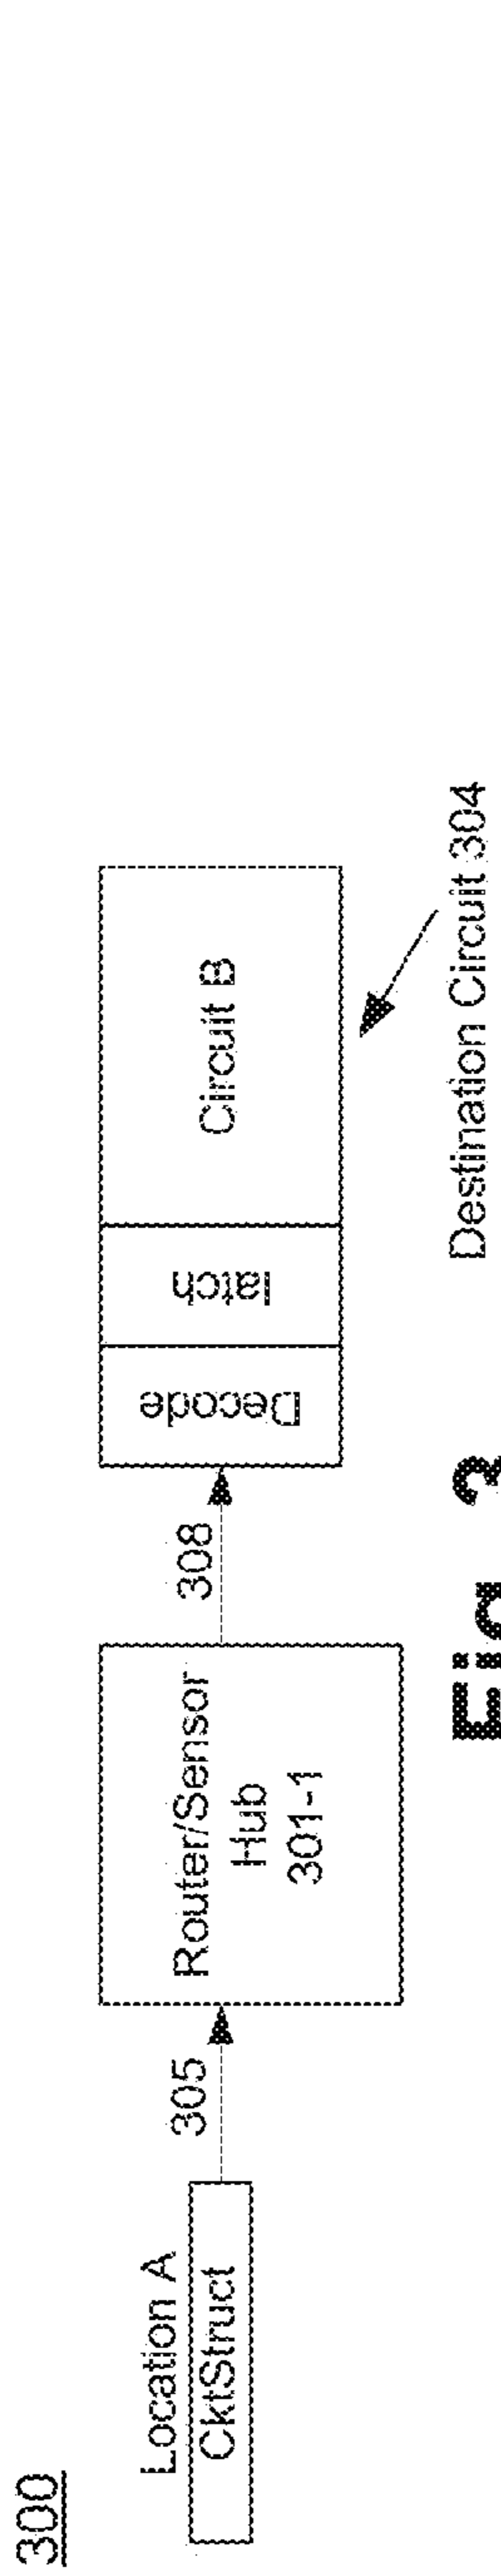 300
Location A
CktStruct
305
Router/Sensor
Hub
301-1
308
Decode
latch
Circuit B
Destination Circuit 304
Fig. 3